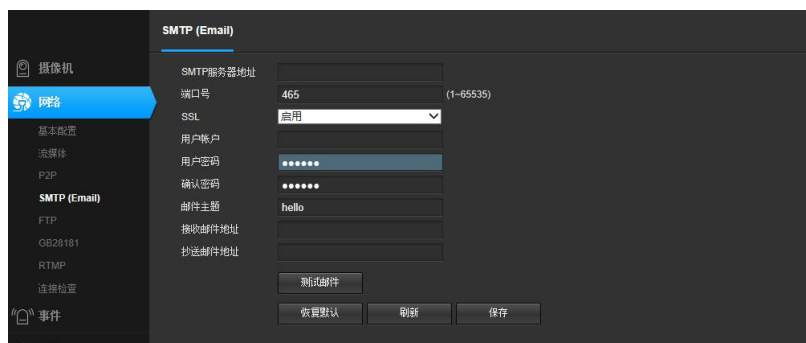 SMTP (Email)
摄像机
网络
基本配置
流媒体
P2P
SMTP (Email)
FTP
GB28181
RTMP
连接检查
事件
SMTP服务器地址
端口号 465 (1~65535)
SSL 启用
用户帐户
用户密码 ●●●●●●
确认密码 ●●●●●●
邮件主题 hello
接收邮件地址
抄送邮件地址
测试邮件
恢复默认 刷新 保存